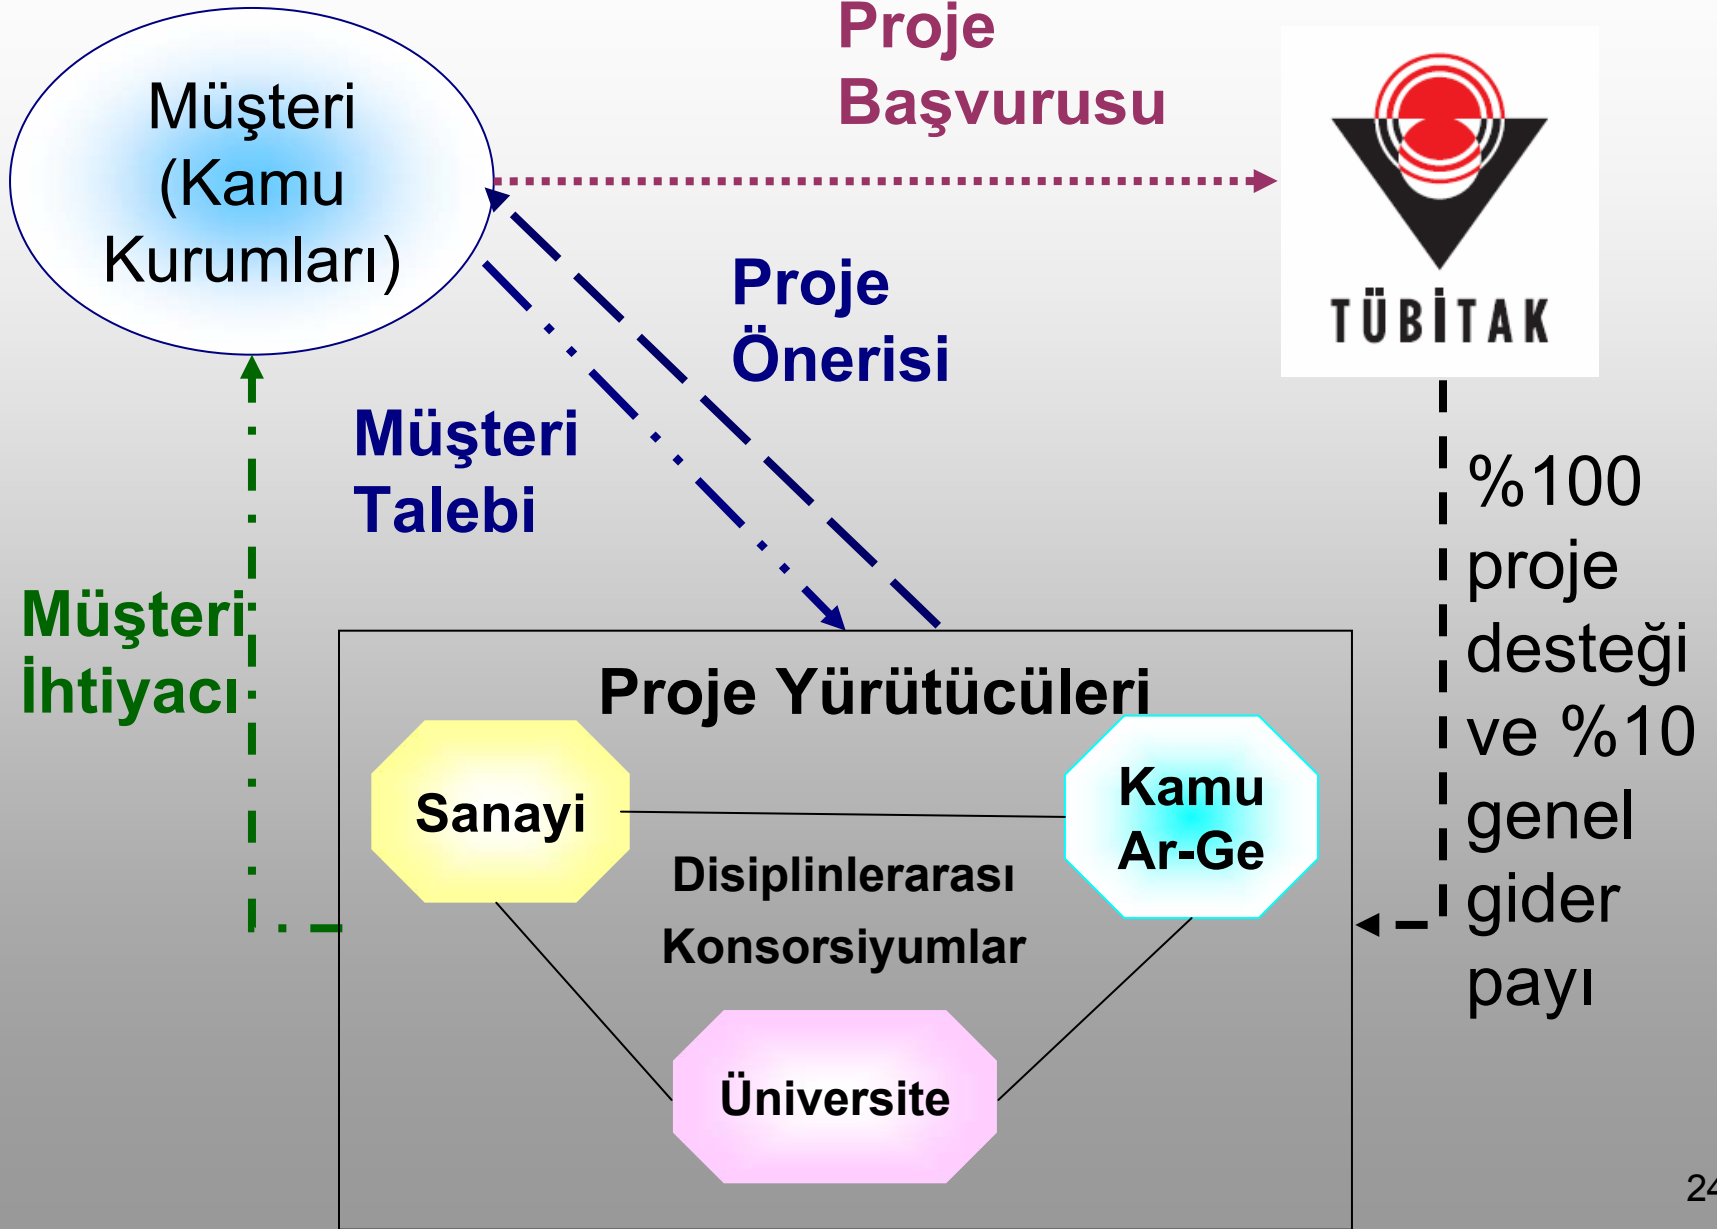 Proje
Başvurusu
Müşteri
(Kamu
Kurumları)
TÜBİTAK
Proje
Önerisi
Müşteri
Talebi
%100
proje
desteği
ve %10
genel
gider
payı
Müşteri
İhtiyacı
Proje Yürütücüleri
Sanayi
Kamu
Ar-Ge
Disiplinlerarası
Konsorsiyumlar
Üniversite
24